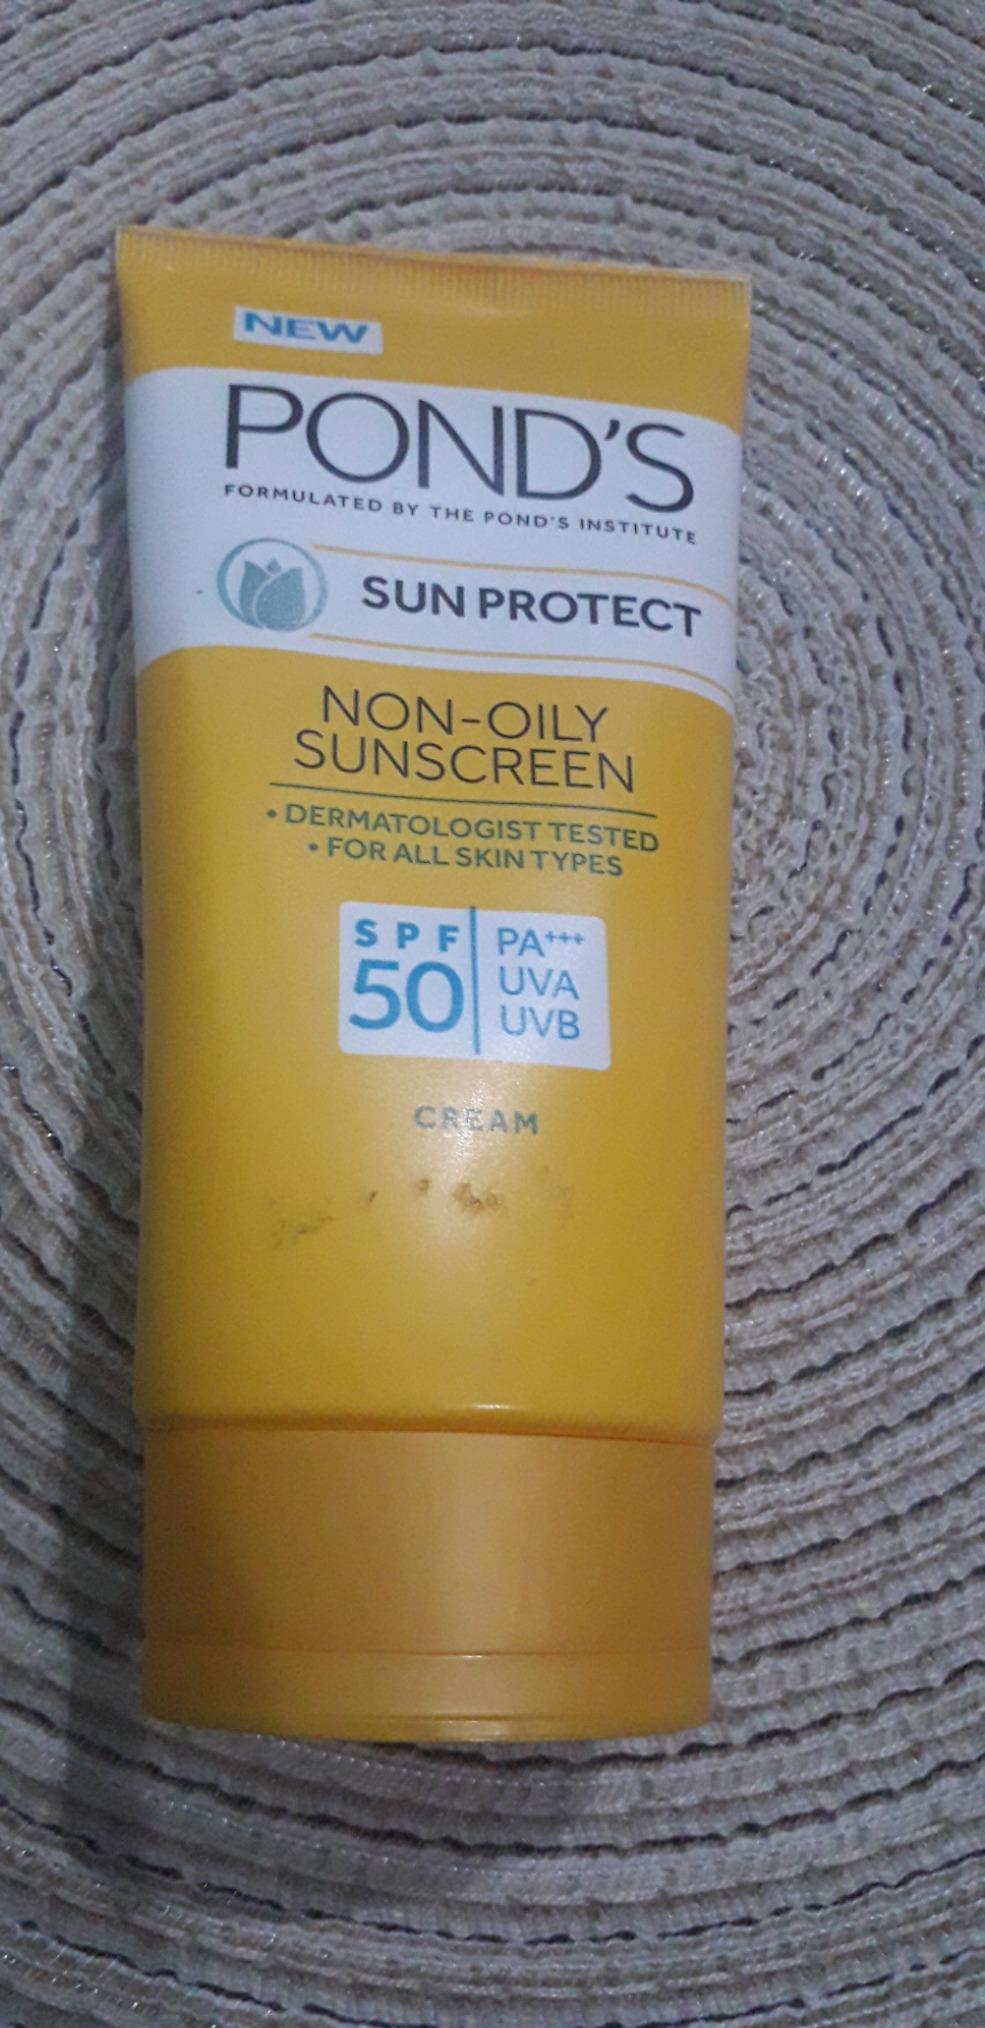 NEW
POND'S
FORMULATED BY THE POND'S INSTITUTE
SUN PROTECT
NON-OILY
SUNSCREEN
• DERMATOLOGIST TESTED
• FOR ALL SKIN TYPES
SPF
50
PA+++
UVA
UVB
CREAM